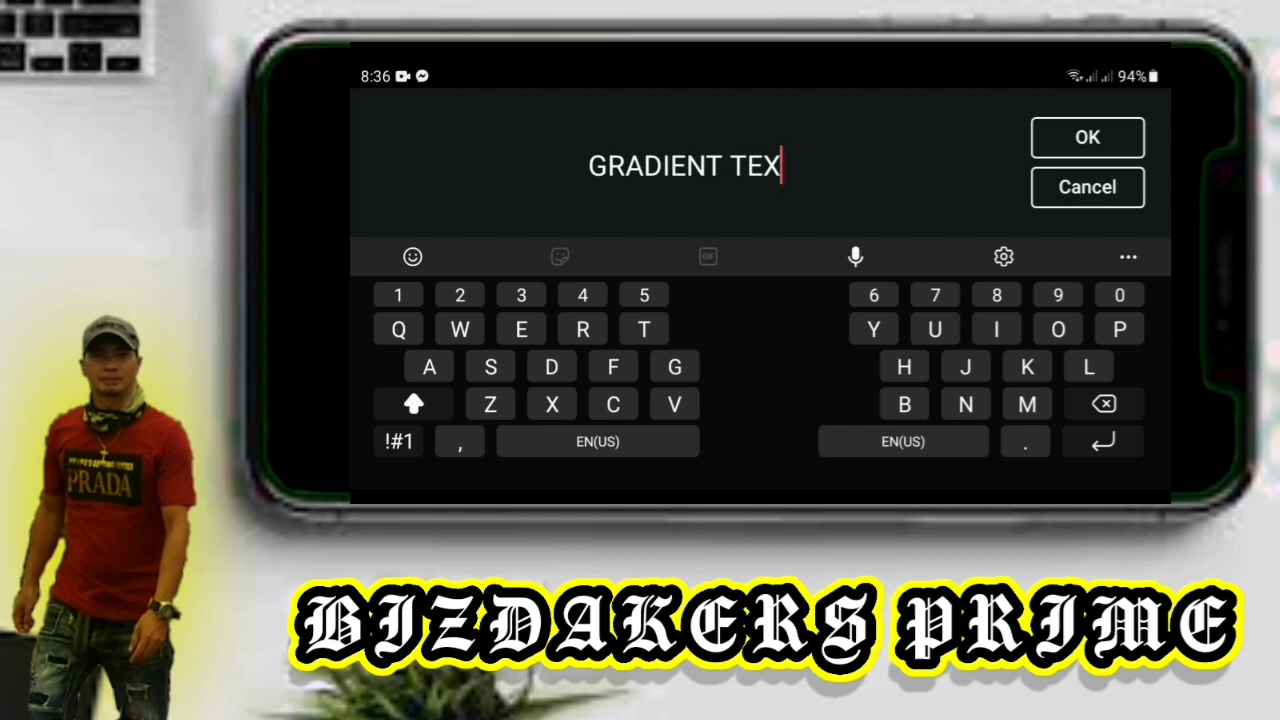 8:36 94%
GRADIENT TEX
OK
Cancel
GIF
1 2 3 4 5 6 7 8 9 0
Q W E R T Y U I O P
A S D F G H J K L
Z X C V B N M
!#1 , EN(US) EN(US) .
PRADA
BIZDAKERS PRIME